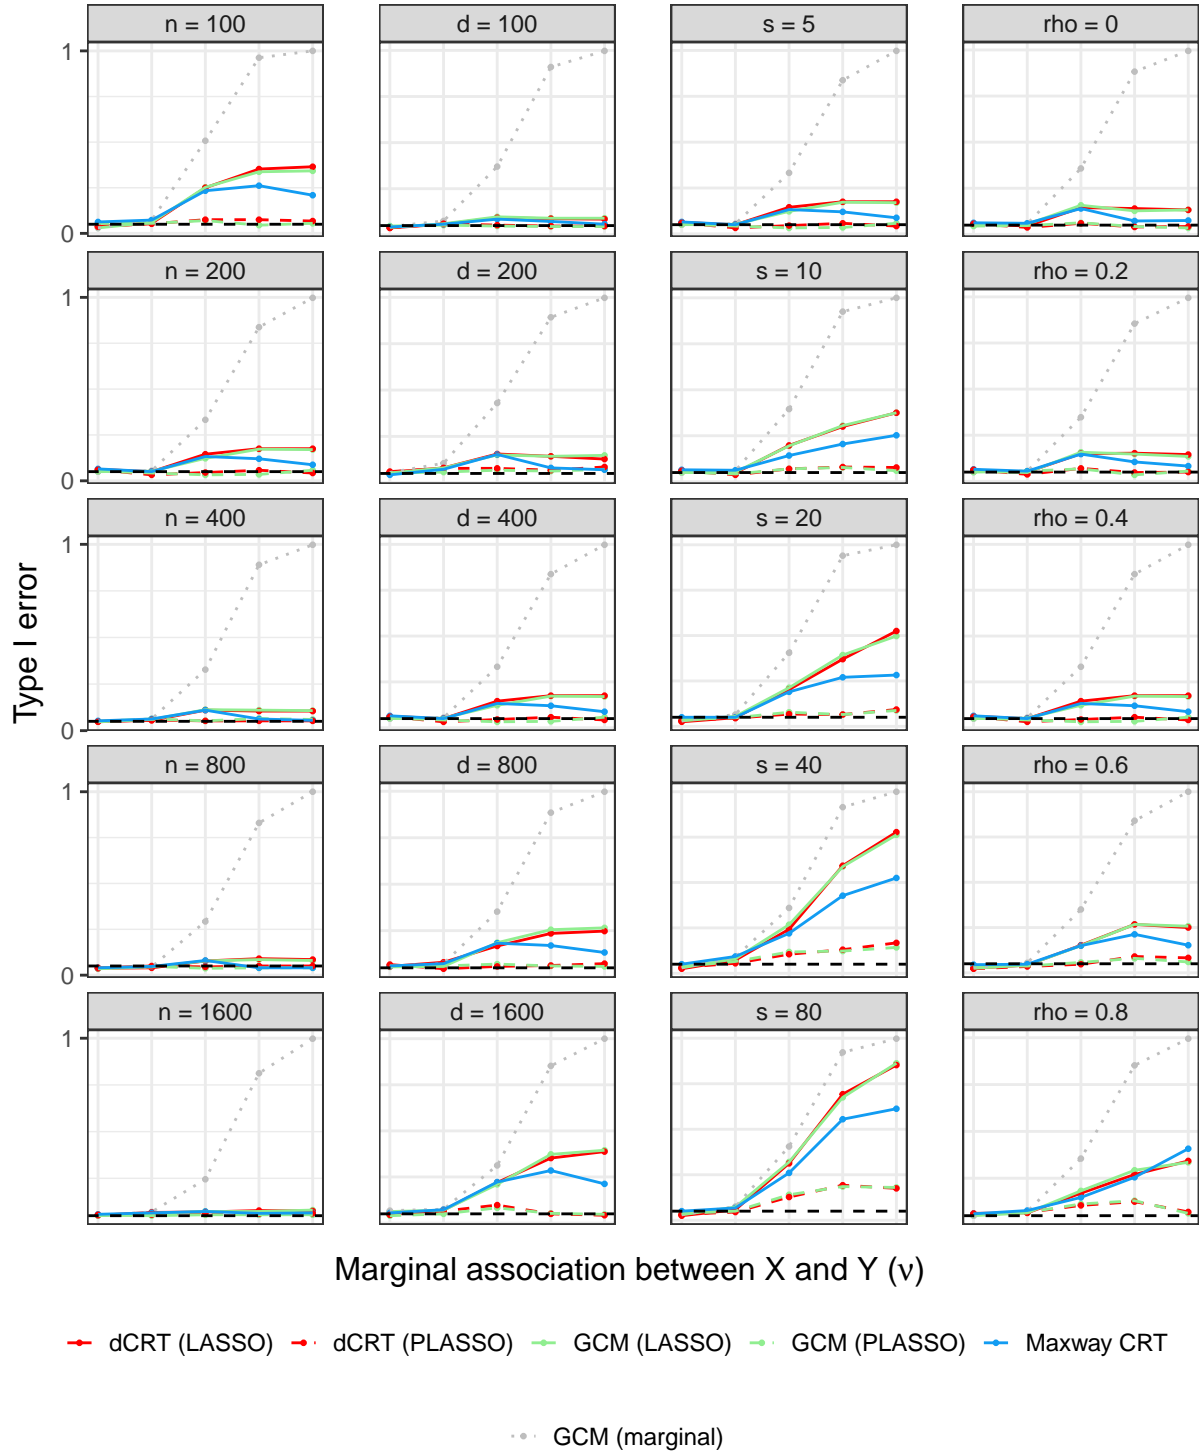 n = 100 d = 100 s = 5 rho = 0
1
0
n = 200 d = 200 s = 10 rho = 0.2
1
0
n = 400 d = 400 s = 20 rho = 0.4
1
0
n = 800 d = 800 s = 40 rho = 0.6
1
0
n = 1600 d = 1600 s = 80 rho = 0.8
1
Type I error
Marginal association between X and Y (ν)
dCRT (LASSO) dCRT (PLASSO) GCM (LASSO) GCM (PLASSO) Maxway CRT
GCM (marginal)